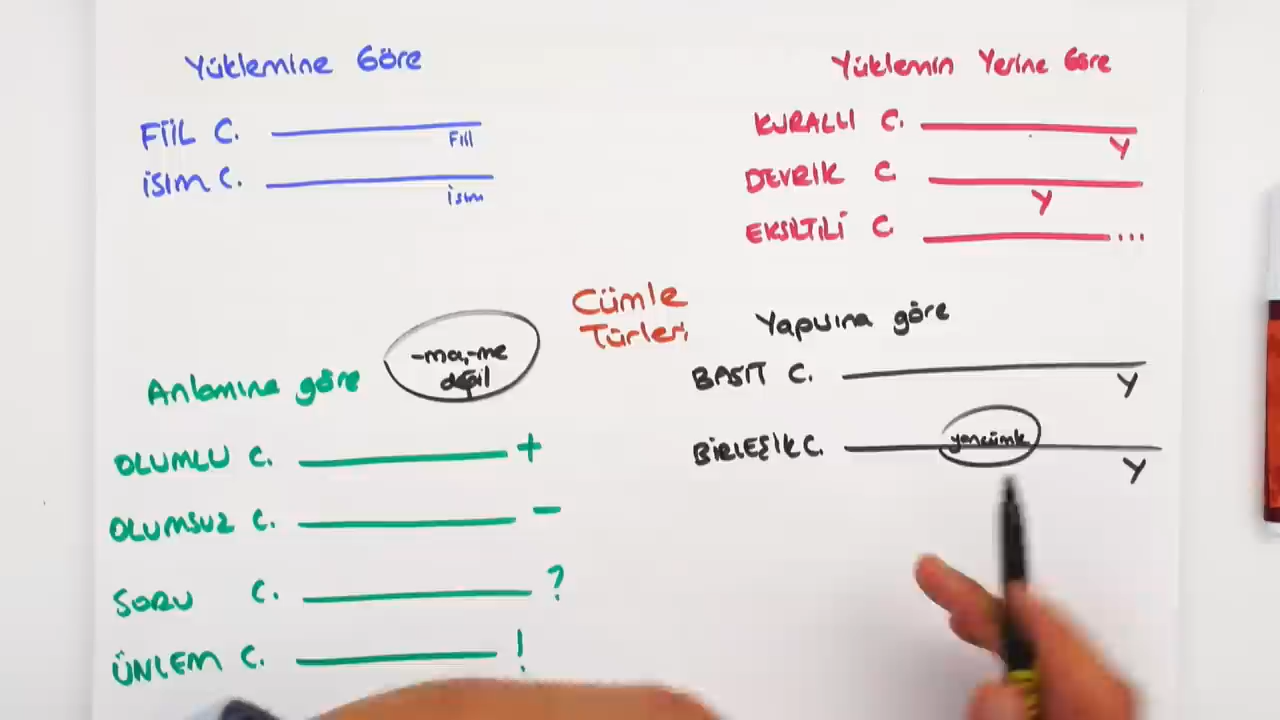 Yüklemine Göre
FİİL C. Fiil
İSİM C. İsim
Yüklemin Yerine Göre
KURALLI C. Y
DEVRİK C. Y
EKSİLTİLİ C. ...
Cümle
Türleri
Anlamına göre
-ma,-me
değil
OLUMLU C. +
OLUMSUZ C. -
SORU C. ?
ÜNLEM C. !
Yapısına göre
BASİT C. Y
BİRLEŞİK C. yancümle Y